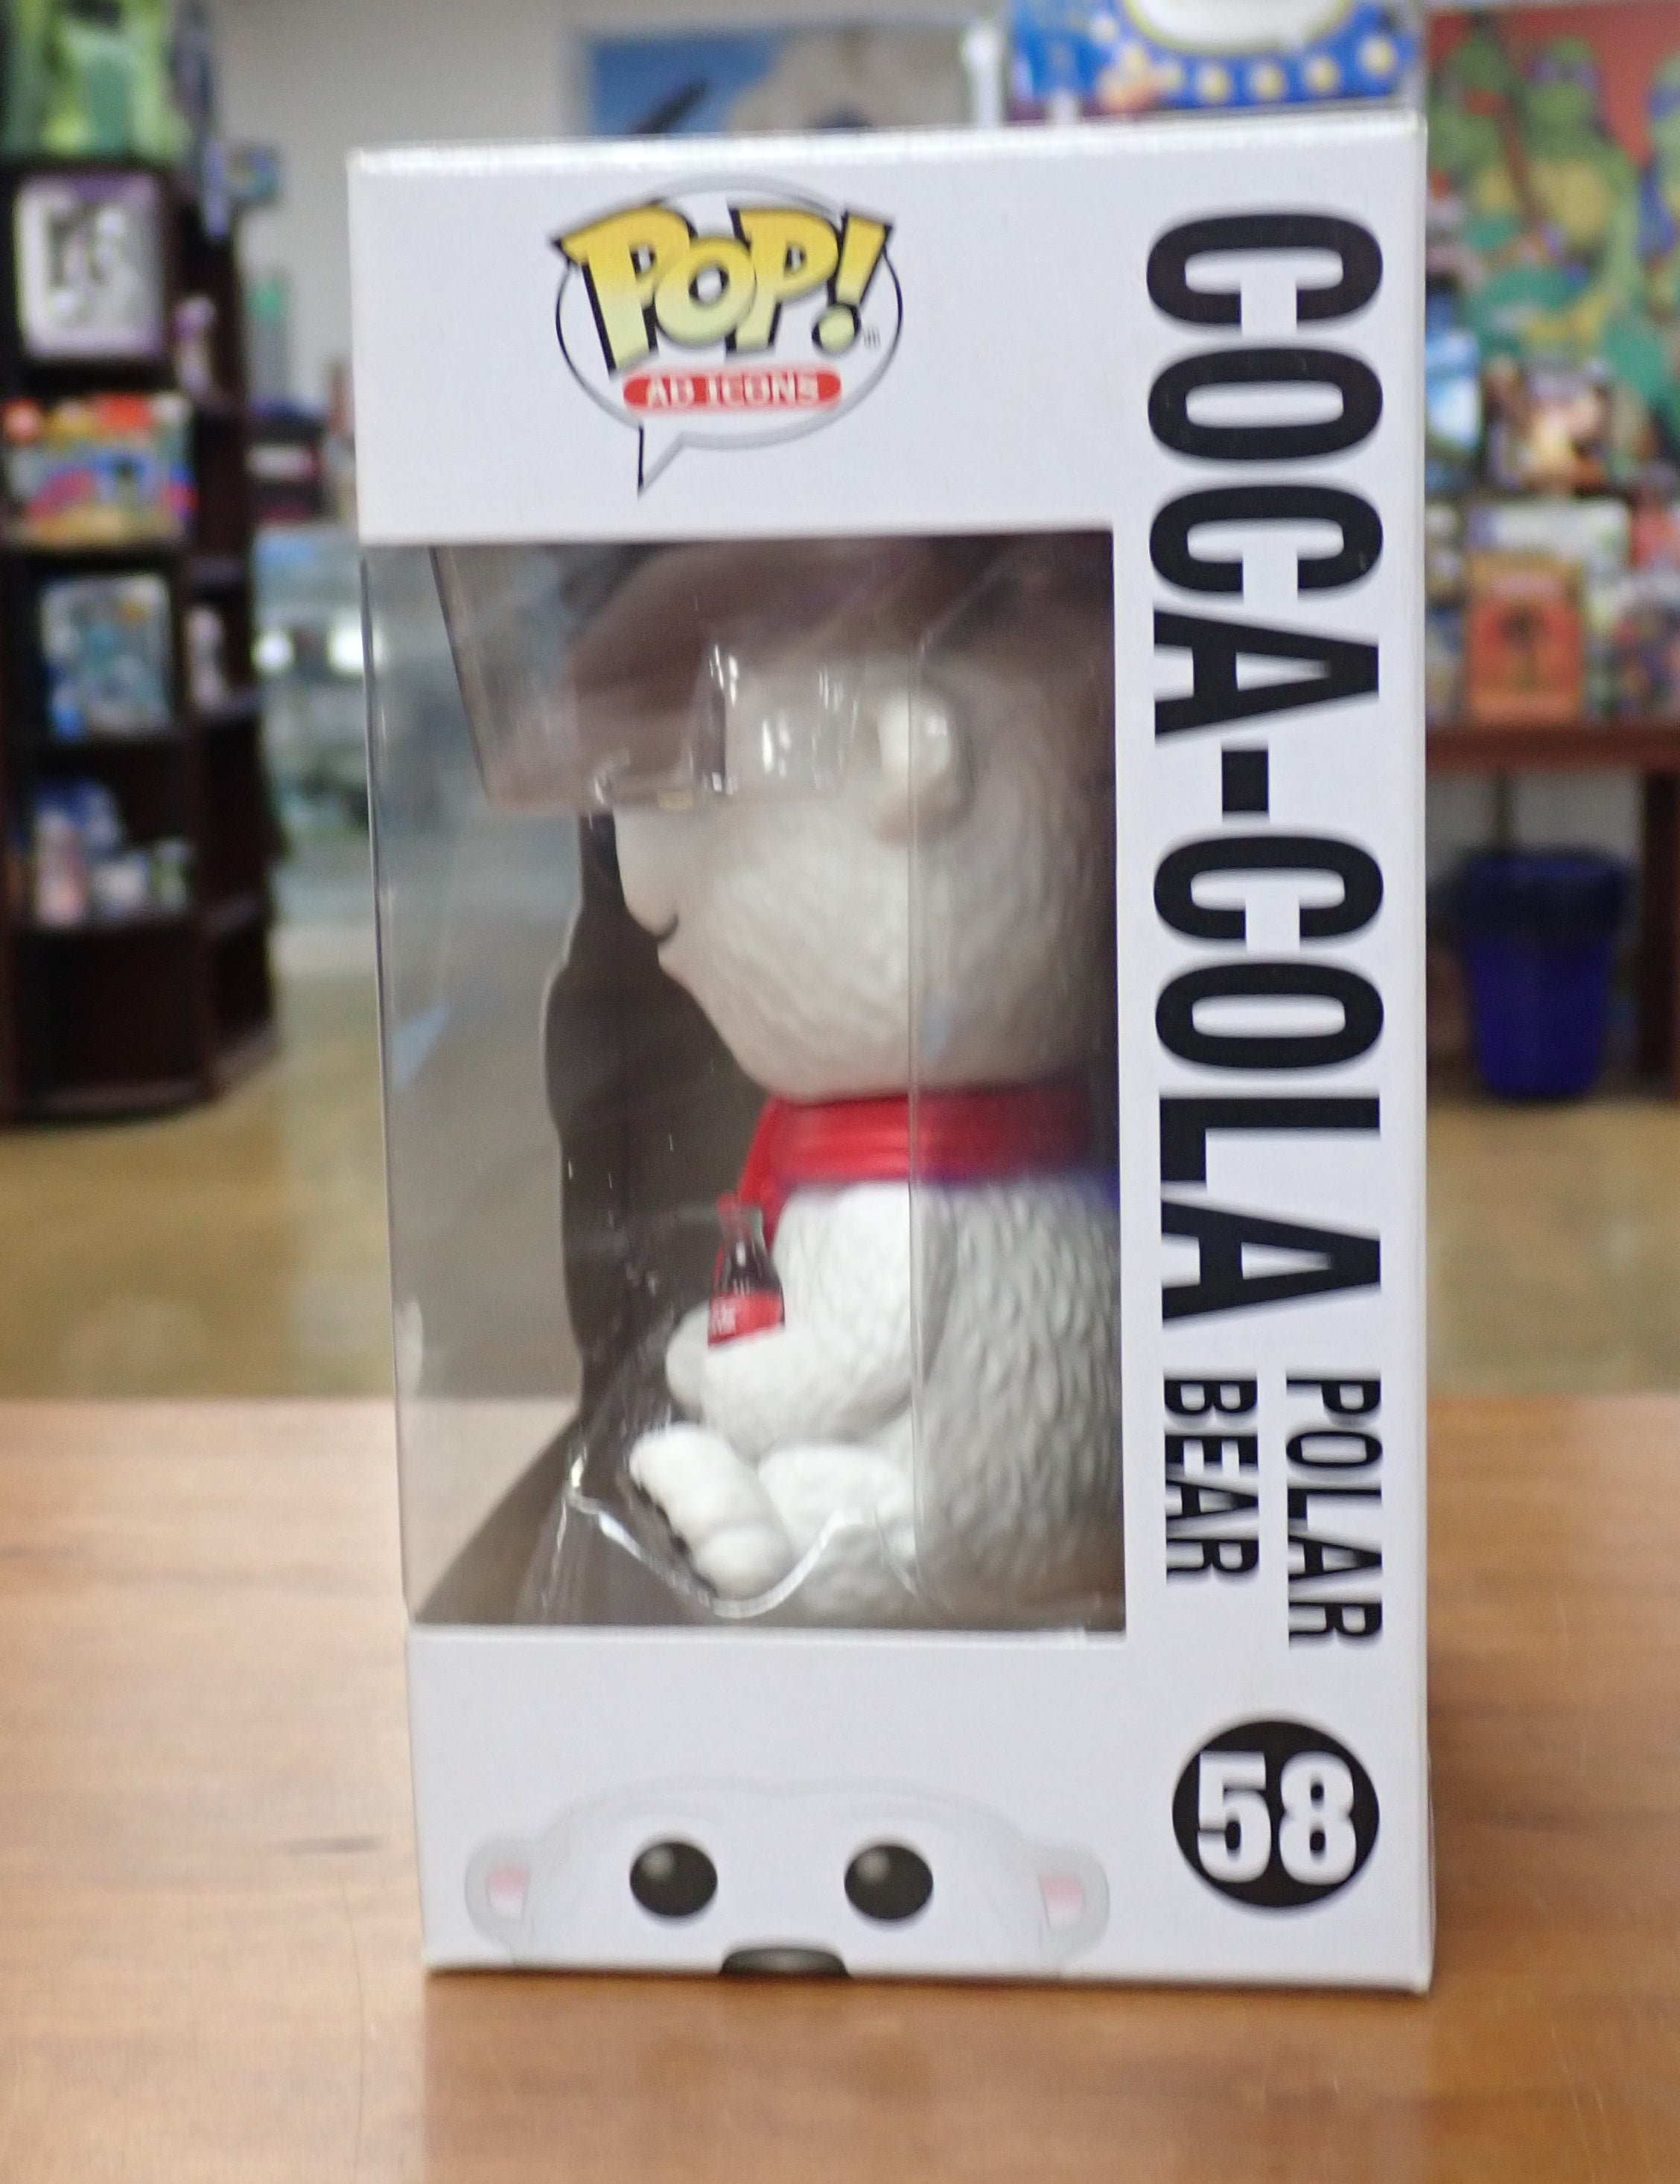 POP!
AD ICONS
COCA-COLA
POLAR
BEAR
58